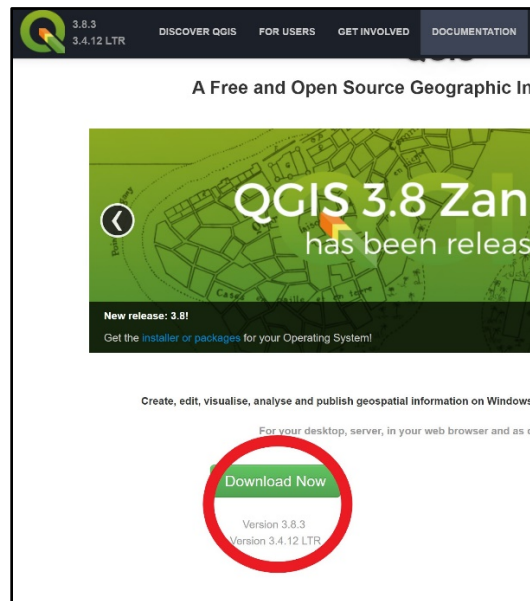 3.8.3
3.4.12 LTR
DISCOVER QGIS FOR USERS GET INVOLVED DOCUMENTATION
QGIS
A Free and Open Source Geographic In
QGIS 3.8 Zan
has been releas
New release: 3.8!
Get the installer or packages for your Operating System!
Create, edit, visualise, analyse and publish geospatial information on Windows
For your desktop, server, in your web browser and as
Download Now
Version 3.8.3
Version 3.4.12 LTR